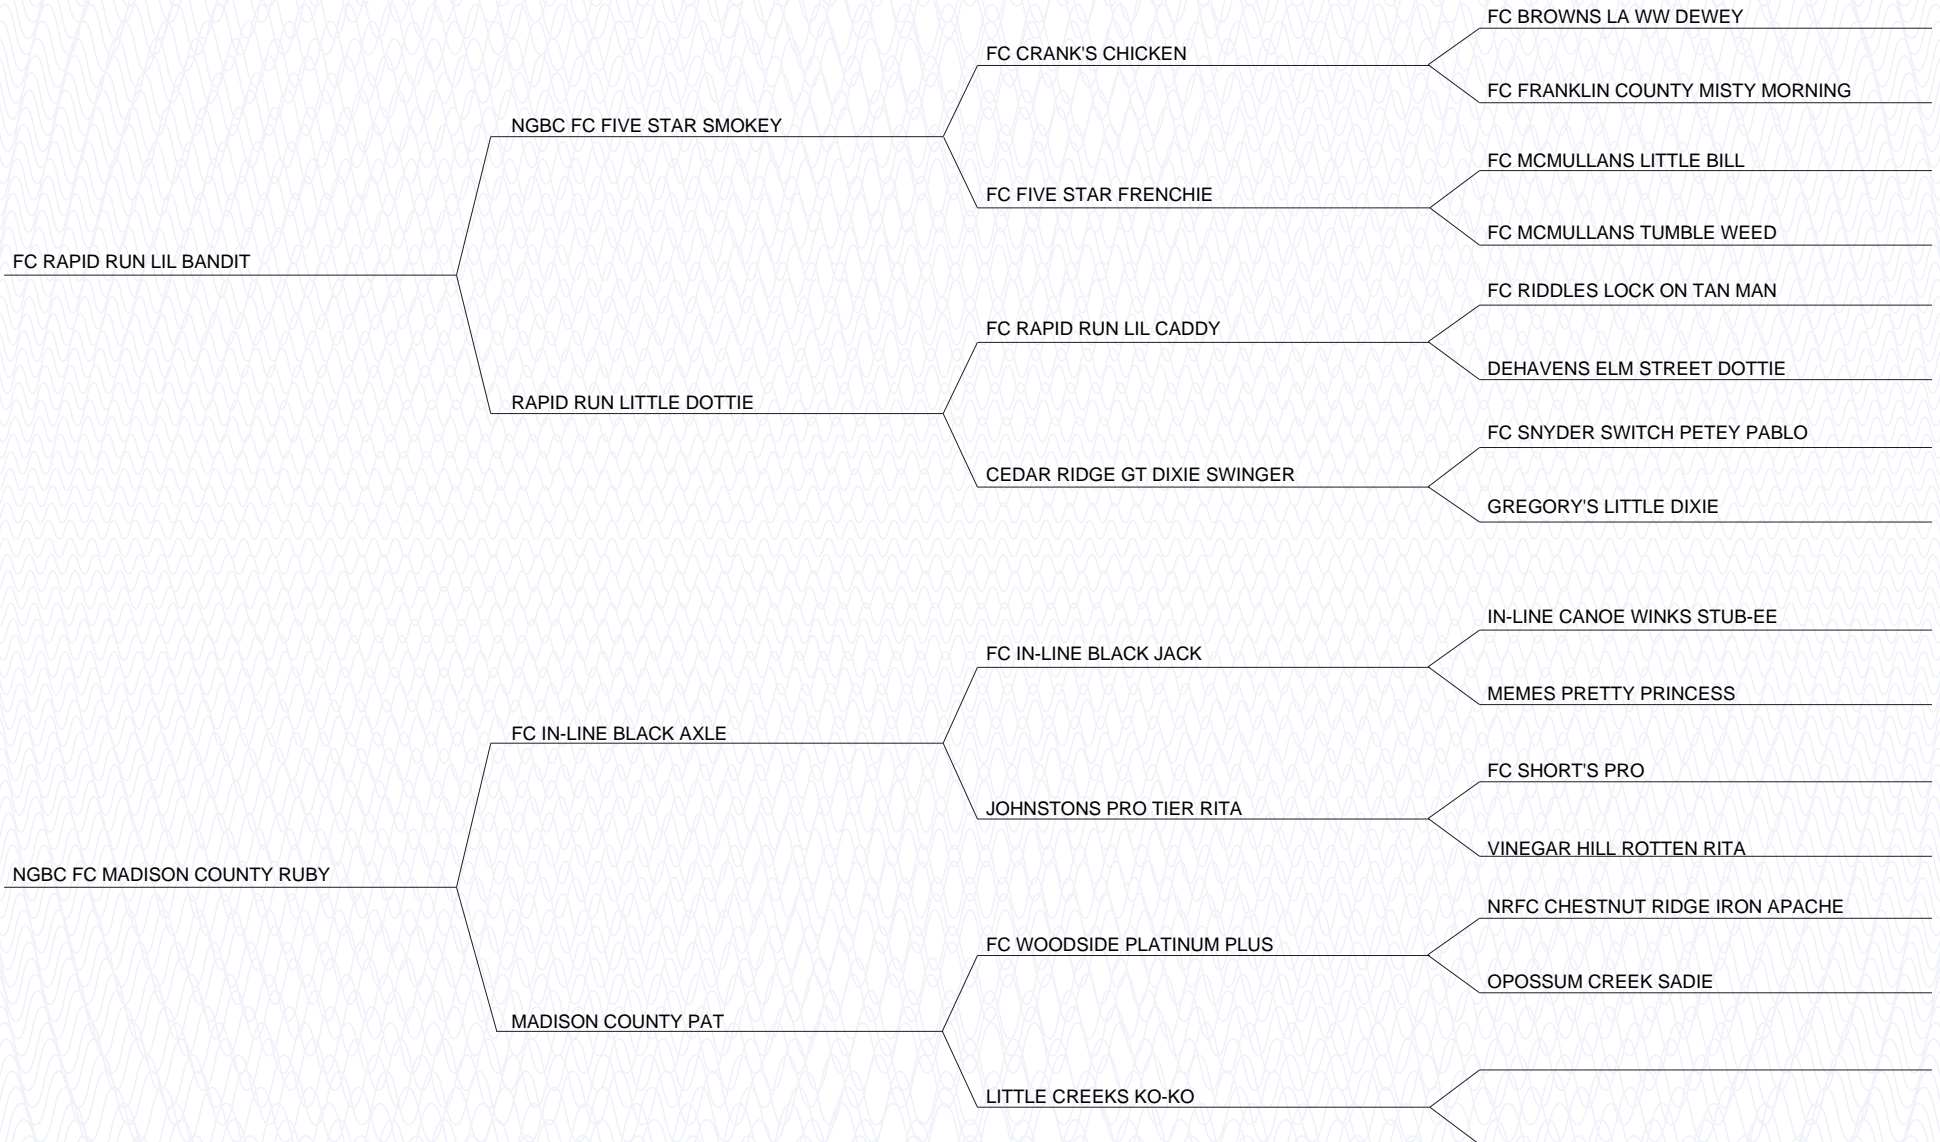 FC BROWNS LA WW DEWEY
FC CRANK'S CHICKEN
FC FRANKLIN COUNTY MISTY MORNING
NGBC FC FIVE STAR SMOKEY
FC MCMULLANS LITTLE BILL
FC FIVE STAR FRENCHIE
FC MCMULLANS TUMBLE WEED
FC RAPID RUN LIL BANDIT
FC RIDDLES LOCK ON TAN MAN
FC RAPID RUN LIL CADDY
DEHAVENS ELM STREET DOTTIE
RAPID RUN LITTLE DOTTIE
FC SNYDER SWITCH PETEY PABLO
CEDAR RIDGE GT DIXIE SWINGER
GREGORY'S LITTLE DIXIE
IN-LINE CANOE WINKS STUB-EE
FC IN-LINE BLACK JACK
MEMES PRETTY PRINCESS
FC IN-LINE BLACK AXLE
FC SHORT'S PRO
JOHNSTONS PRO TIER RITA
VINEGAR HILL ROTTEN RITA
NGBC FC MADISON COUNTY RUBY
NRFC CHESTNUT RIDGE IRON APACHE
FC WOODSIDE PLATINUM PLUS
OPOSSUM CREEK SADIE
MADISON COUNTY PAT
LITTLE CREEKS KO-KO